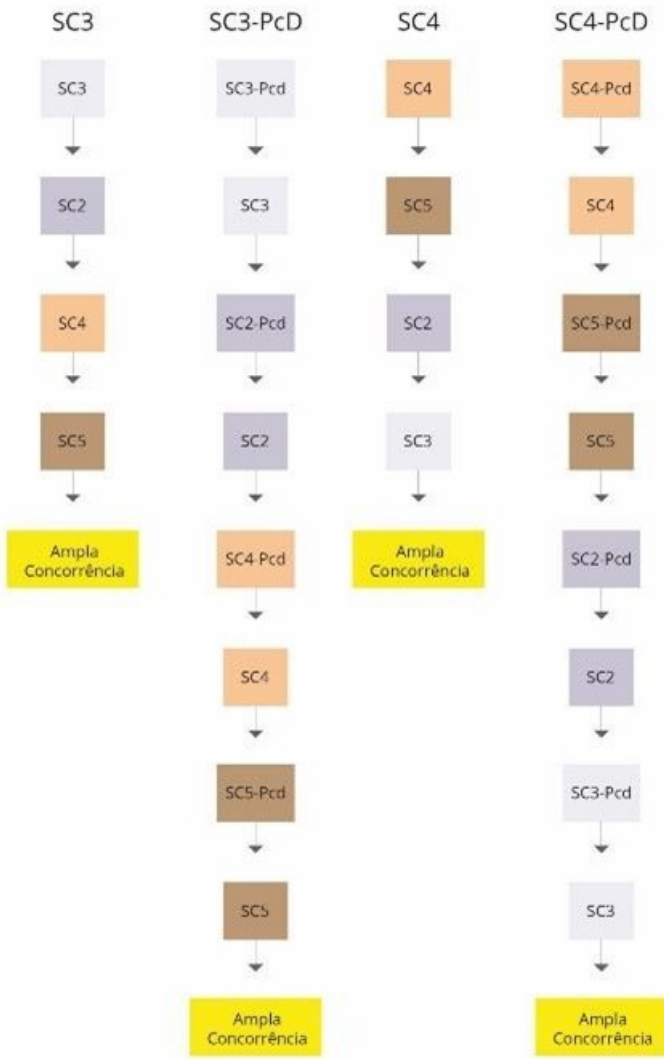 SC3
SC3
SC2
SC4
SC5
Ampla
Concorrência
SC3-PcD
SC3-Pcd
SC3
SC2-Pcd
SC2
SC4-Pcd
SC4
SC5-Pcd
SC5
Ampla
Concorrência
SC4
SC4
SC5
SC2
SC3
Ampla
Concorrência
SC4-PcD
SC4-Pcd
SC4
SC5-Pcd
SC5
SC2-Pcd
SC2
SC3-Pcd
SC3
Ampla
Concorrência